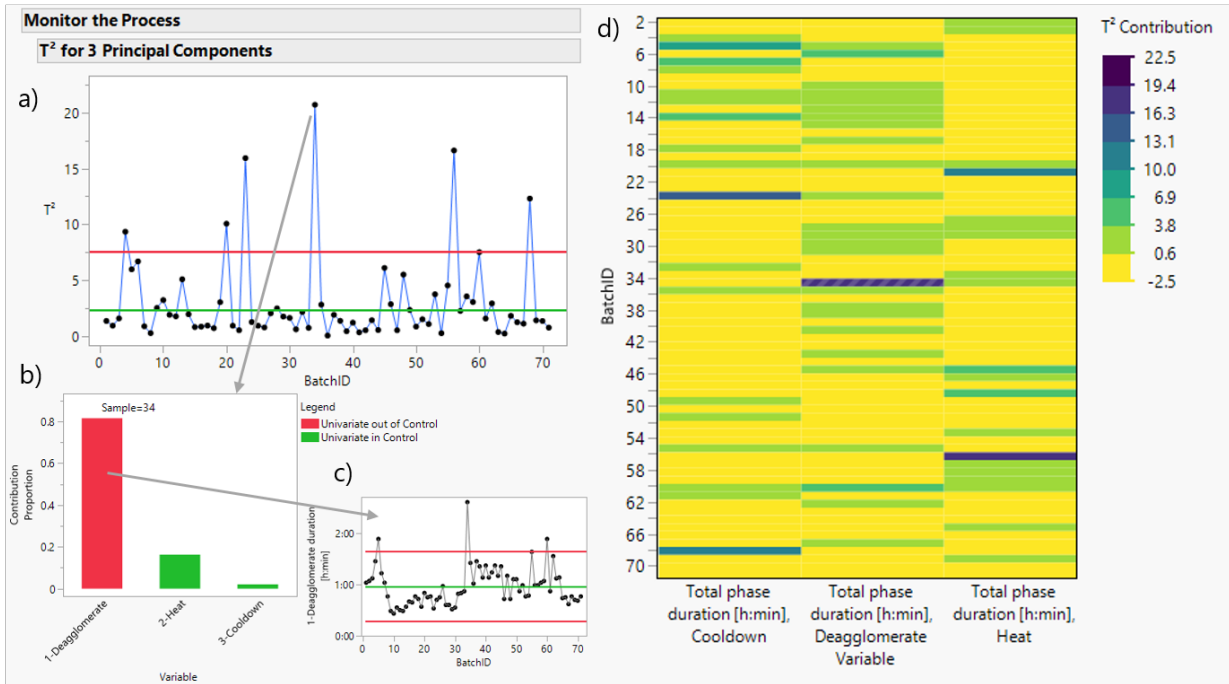 Monitor the Process
T² for 3 Principal Components
a)
20
15
10
5
0
T²
0 10 20 30 40 50 60 70
BatchID
b)
Sample=34
0.8
0.6
0.4
0.2
0
Contribution
Proportion
1-Deagglomerate
2-Heat
3-Cooldown
Variable
Legend
Univariate out of Control
Univariate in Control
c)
2:00
1:00
0:00
1-Deagglomerate duration
[h:min]
0 10 20 30 40 50 60 70
BatchID
d)
2
6
10
14
18
22
26
30
34
38
42
46
50
54
58
62
66
70
BatchID
Total phase duration [h:min], Cooldown
Total phase duration [h:min], Deagglomerate Variable
Total phase duration [h:min], Heat
T² Contribution
22.5
19.4
16.3
13.1
10.0
6.9
3.8
0.6
-2.5